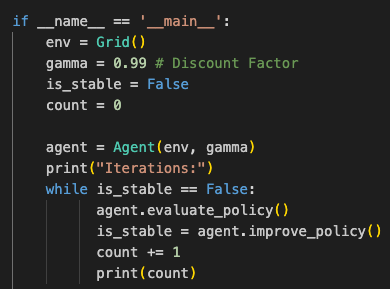 if __name__ == '__main__':
    env = Grid()
    gamma = 0.99 # Discount Factor
    is_stable = False
    count = 0

    agent = Agent(env, gamma)
    print("Iterations:")
    while is_stable == False:
            agent.evaluate_policy()
            is_stable = agent.improve_policy()
            count += 1
            print(count)